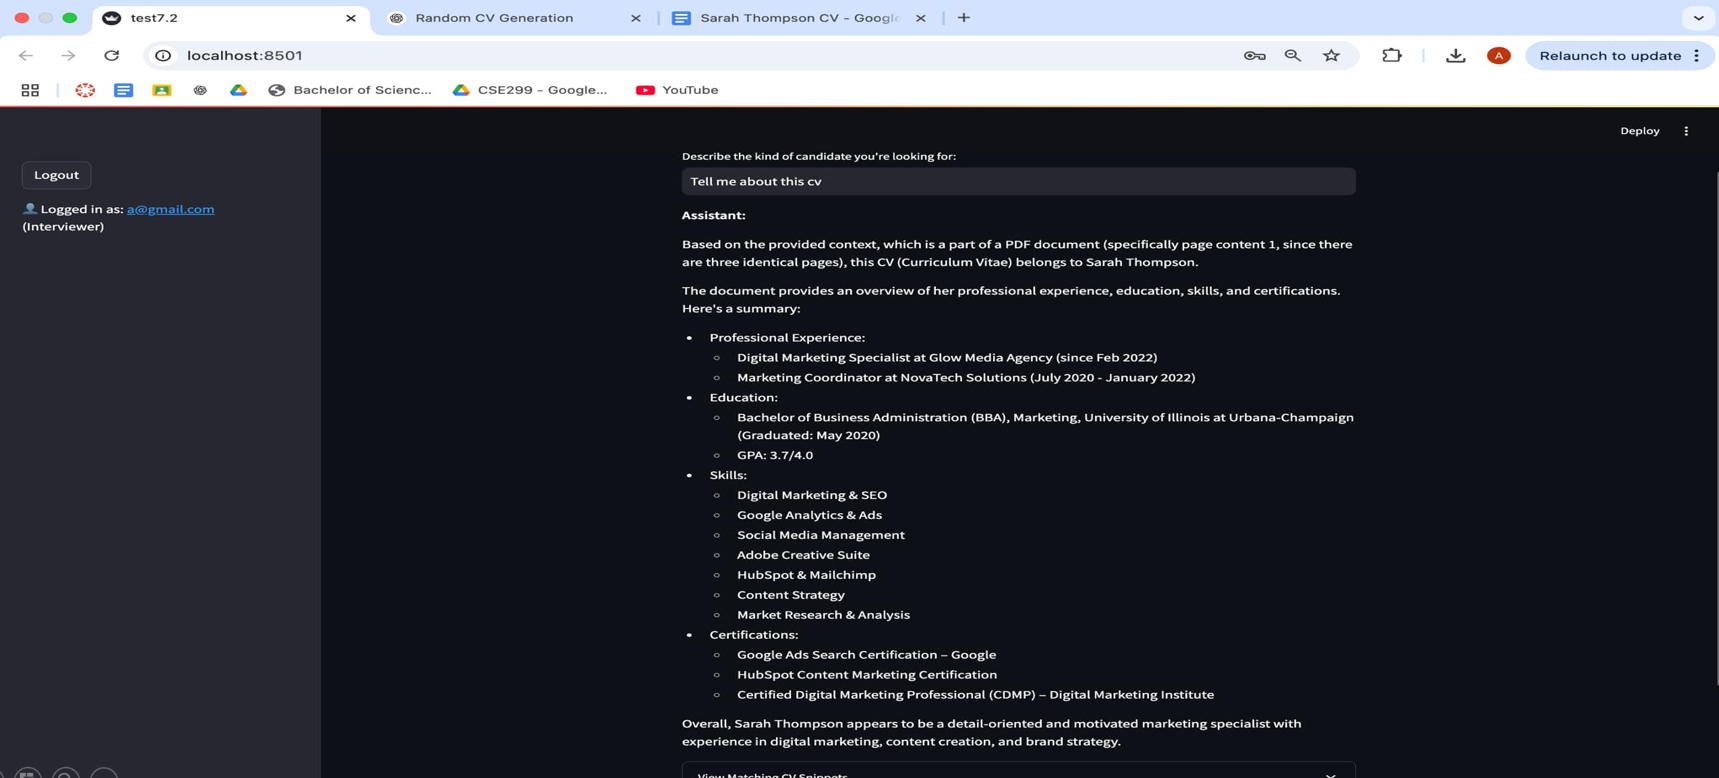 test7.2
Random CV Generation
Sarah Thompson CV - Google
localhost:8501
A
Relaunch to update
Bachelor of Scienc...
CSE299 - Google...
YouTube
Deploy
Logout
Logged in as: a@gmail.com
(Interviewer)
Describe the kind of candidate you're looking for:
Tell me about this cv
Assistant:
Based on the provided context, which is a part of a PDF document (specifically page content 1, since there
are three identical pages), this CV (Curriculum Vitae) belongs to Sarah Thompson.
The document provides an overview of her professional experience, education, skills, and certifications.
Here's a summary:
Professional Experience:
Digital Marketing Specialist at Glow Media Agency (since Feb 2022)
Marketing Coordinator at NovaTech Solutions (July 2020 - January 2022)
Education:
Bachelor of Business Administration (BBA), Marketing, University of Illinois at Urbana-Champaign
(Graduated: May 2020)
GPA: 3.7/4.0
Skills:
Digital Marketing & SEO
Google Analytics & Ads
Social Media Management
Adobe Creative Suite
HubSpot & Mailchimp
Content Strategy
Market Research & Analysis
Certifications:
Google Ads Search Certification – Google
HubSpot Content Marketing Certification
Certified Digital Marketing Professional (CDMP) – Digital Marketing Institute
Overall, Sarah Thompson appears to be a detail-oriented and motivated marketing specialist with
experience in digital marketing, content creation, and brand strategy.
View Matching CV Snippets